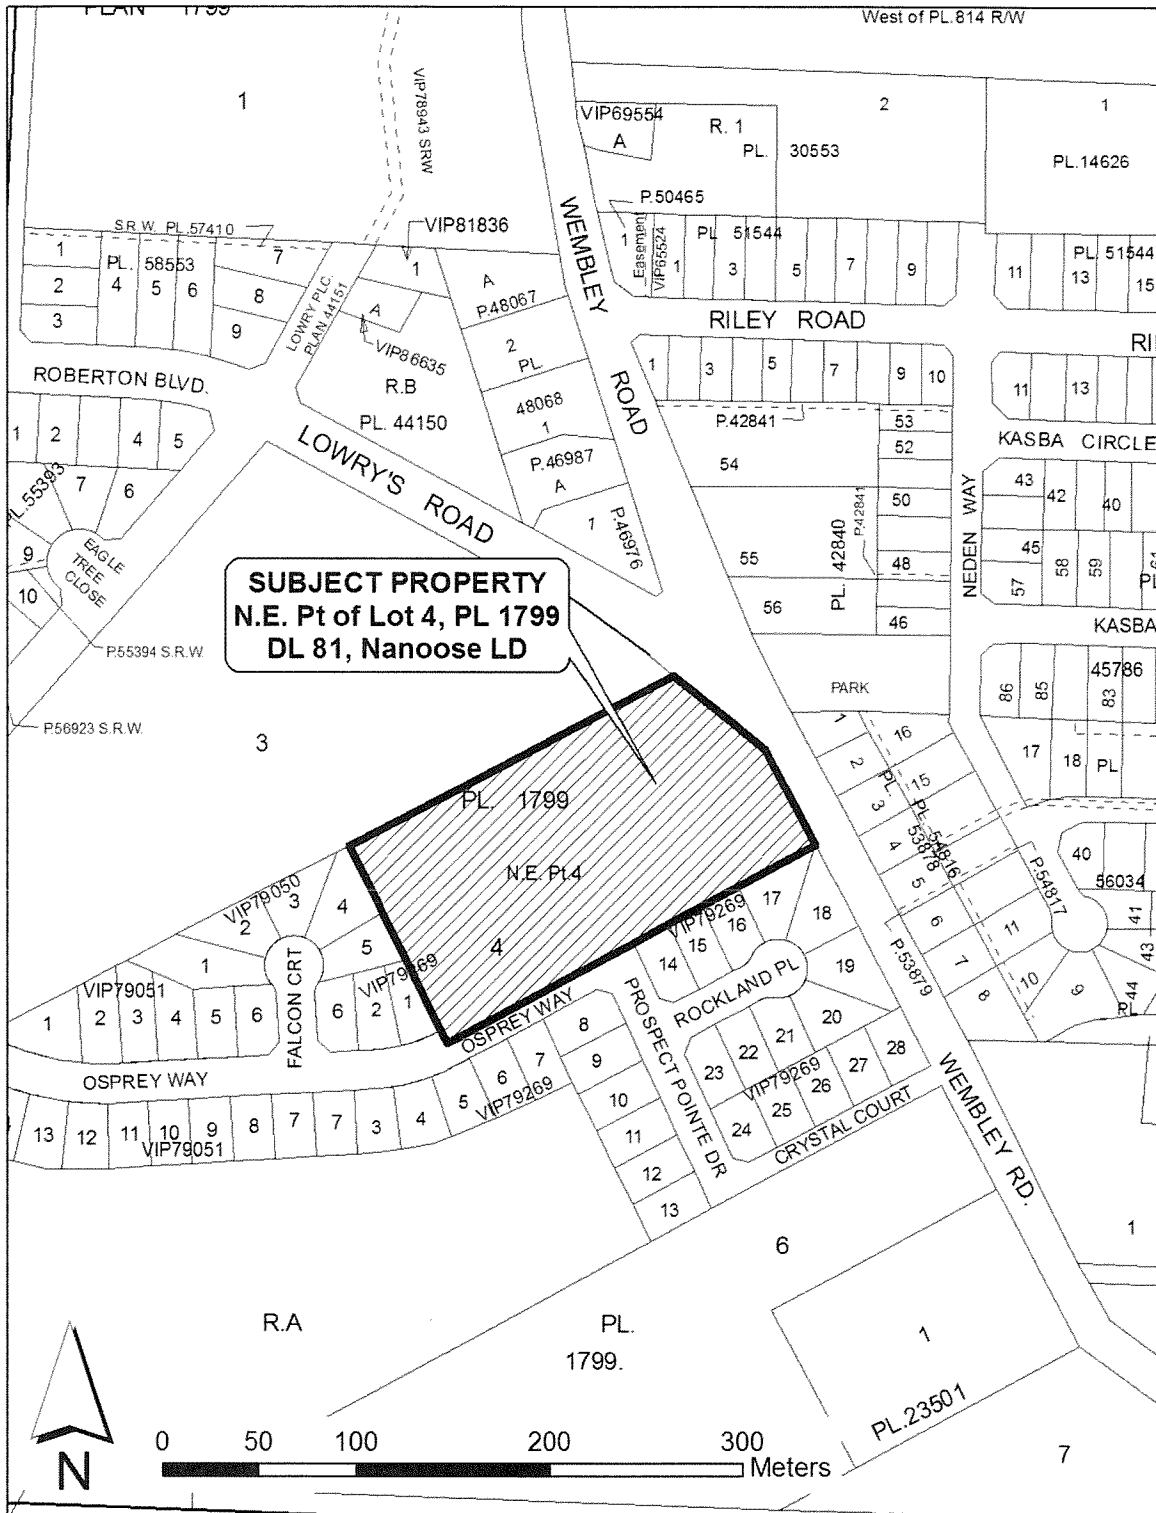 PLAN 1799
West of PL.814 R/W
1
VIP78943 SRW
2
1
VIP69554
A
R. 1
PL. 30553
PL.14626
P.50465
WEMBLEY
ROAD
S.R.W. PL.57410
VIP81836
1
2
3
PL. 58553
4
5
6
7
8
9
LOWRY PLC.
PLAN 44151
1
A
VIP86635
R.B
PL. 44150
A
P.48067
2
PL
48068
1
P.46987
A
1
P.46976
1
Easement
VIP65524
PL 51544
1
3
5
7
9
11
PL. 51544
13
15
RILEY ROAD
RI
1
3
5
7
9
10
11
13
ROBERTON BLVD.
1
2
4
5
7
6
PL.55393
9
10
EAGLE
TREE
CLOSE
P.55394 S.R.W.
P.56923 S.R.W.
LOWRY'S ROAD
P.42841
53
52
54
50
P.42841
PL. 42840
48
55
56
46
NEDEN WAY
KASBA CIRCLE
43
42
40
45
57
58
59
61
PL
KASBA
45786
86
85
83
17
18
PL
SUBJECT PROPERTY
N.E. Pt of Lot 4, PL 1799
DL 81, Nanoose LD
3
PL. 1799
N.E. Pt.4
4
PARK
1
2
3
4
5
6
7
8
16
15
PL.
53878
PL. 54816
11
10
9
P.54817
P.53879
40
56034
41
43
44
PL
VIP79050
2
3
4
1
5
FALCON CRT
VIP79051
1
2
3
4
5
6
6
2
1
VIP79269
OSPREY WAY
OSPREY WAY
13
12
11
10
9
8
7
7
3
4
5
6
7
VIP79051
VIP79269
8
9
10
11
12
13
PROSPECT POINTE DR
VIP79269
14
15
16
17
18
19
20
ROCKLAND PL
21
22
23
24
25
26
27
28
VIP79269
CRYSTAL COURT
WEMBLEY RD.
1
6
R.A
PL.
1799.
1
PL.23501
7
N
0 50 100 200 300
Meters